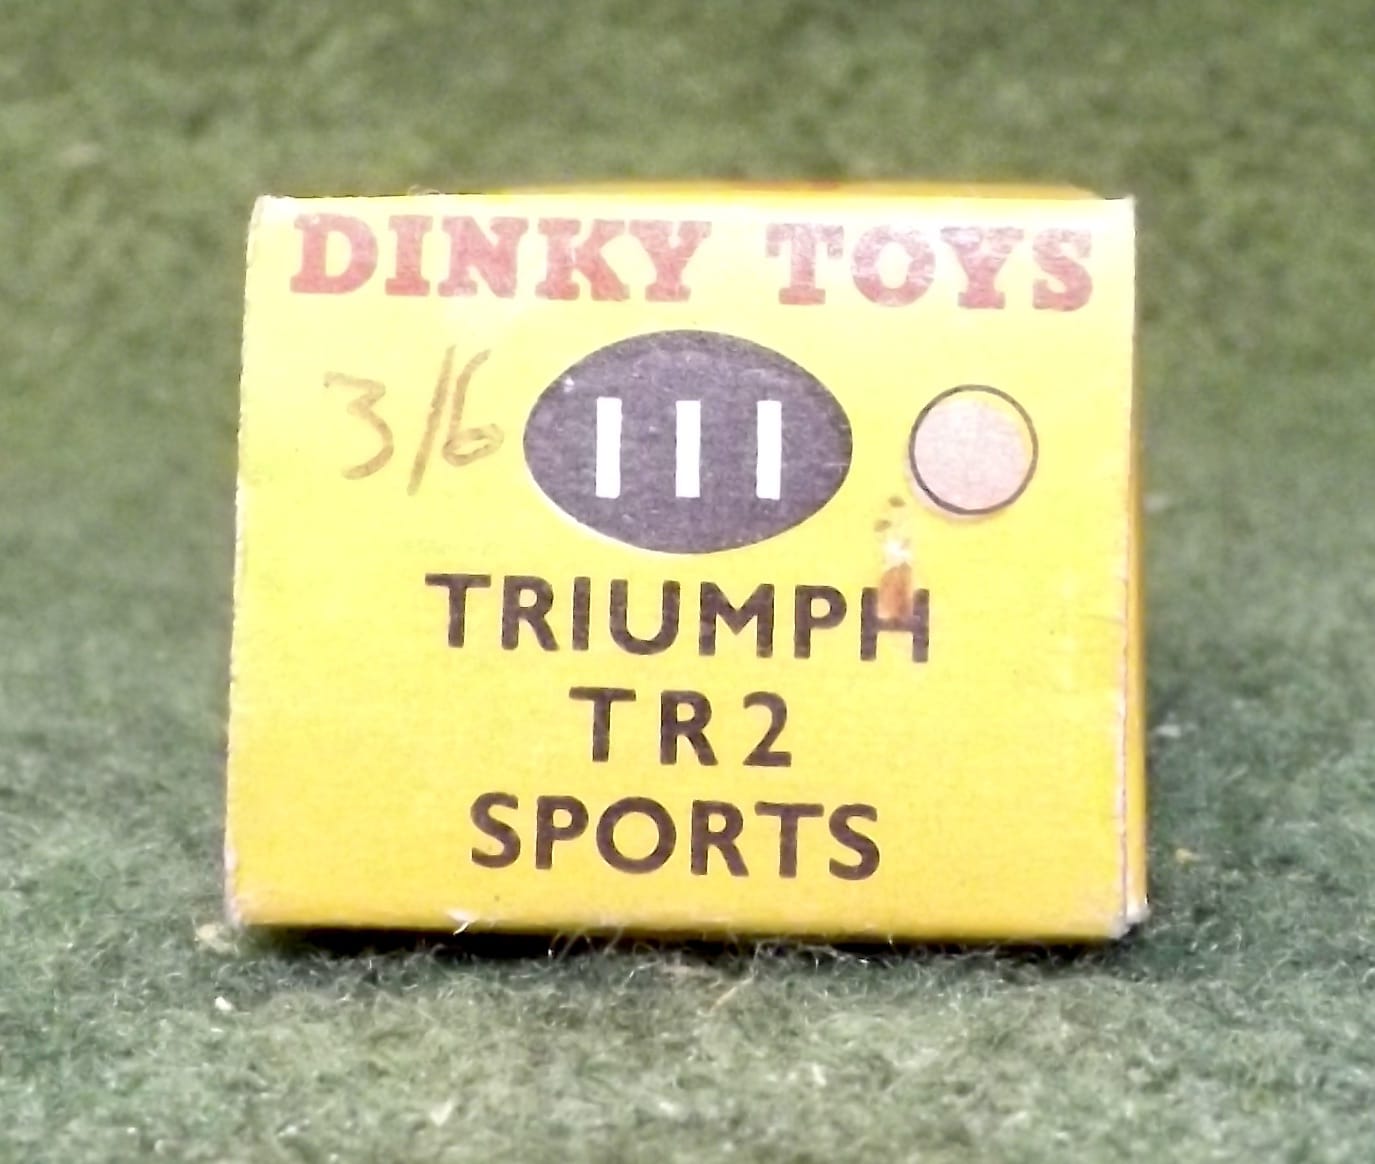 DINKY TOYS
3/6 111
TRIUMPH
TR2
SPORTS